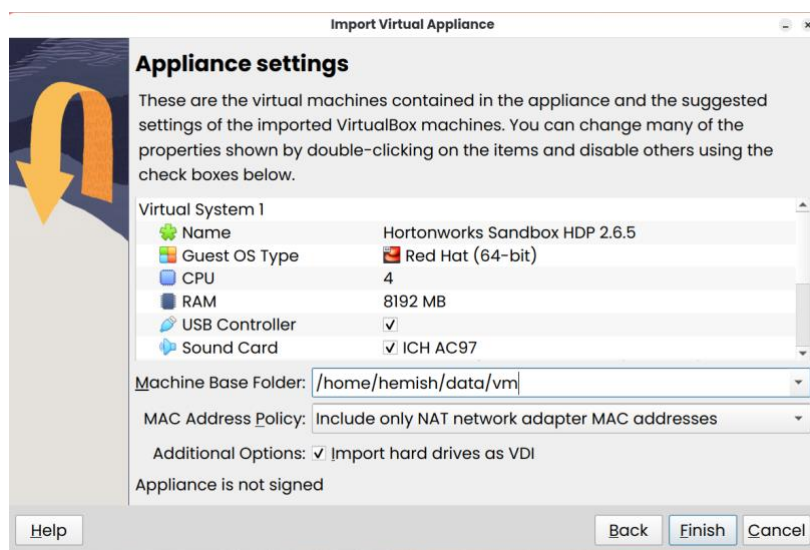 Import Virtual Appliance
Appliance settings
These are the virtual machines contained in the appliance and the suggested
settings of the imported VirtualBox machines. You can change many of the
properties shown by double-clicking on the items and disable others using the
check boxes below.
Virtual System 1
Name Hortonworks Sandbox HDP 2.6.5
Guest OS Type Red Hat (64-bit)
CPU 4
RAM 8192 MB
USB Controller
Sound Card ICH AC97
Machine Base Folder: /home/hemish/data/vm
MAC Address Policy: Include only NAT network adapter MAC addresses
Additional Options: Import hard drives as VDI
Appliance is not signed
Help Back Finish Cancel